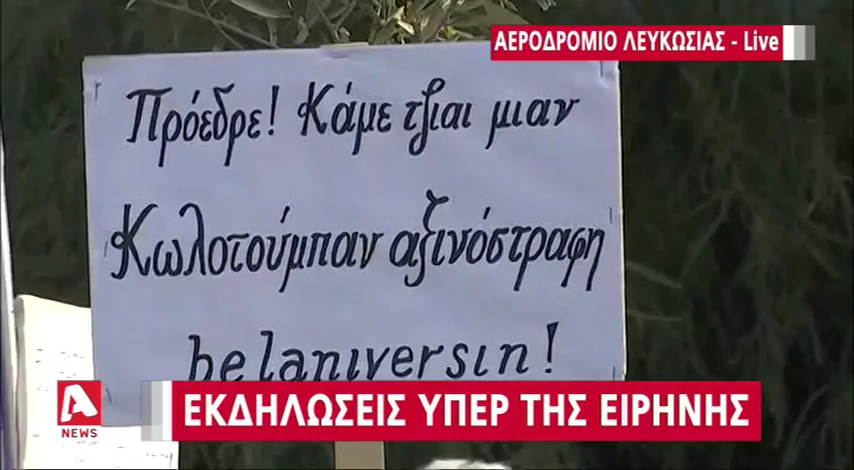 ΑΕΡΟΔΡΟΜΙΟ ΛΕΥΚΩΣΙΑΣ - Live
Πρόεδρε! Κάμε τζιαι μιαν
Κωλοτούμπαν αξινόστραφη
belaniversin!
A
NEWS
ΕΚΔΗΛΩΣΕΙΣ ΥΠΕΡ ΤΗΣ ΕΙΡΗΝΗΣ